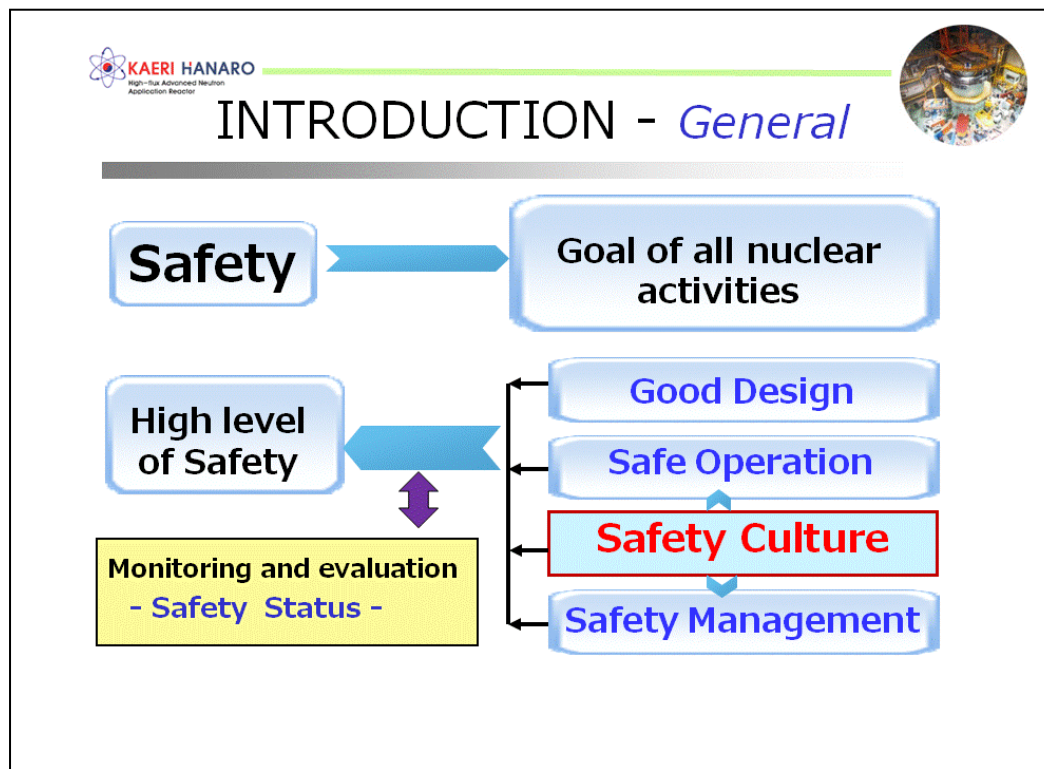 KAERI HANARO
High-flux Advanced Neutron
Application Reactor
INTRODUCTION - General
Safety
Goal of all nuclear
activities
High level
of Safety
Good Design
Safe Operation
Safety Culture
Safety Management
Monitoring and evaluation
- Safety Status -